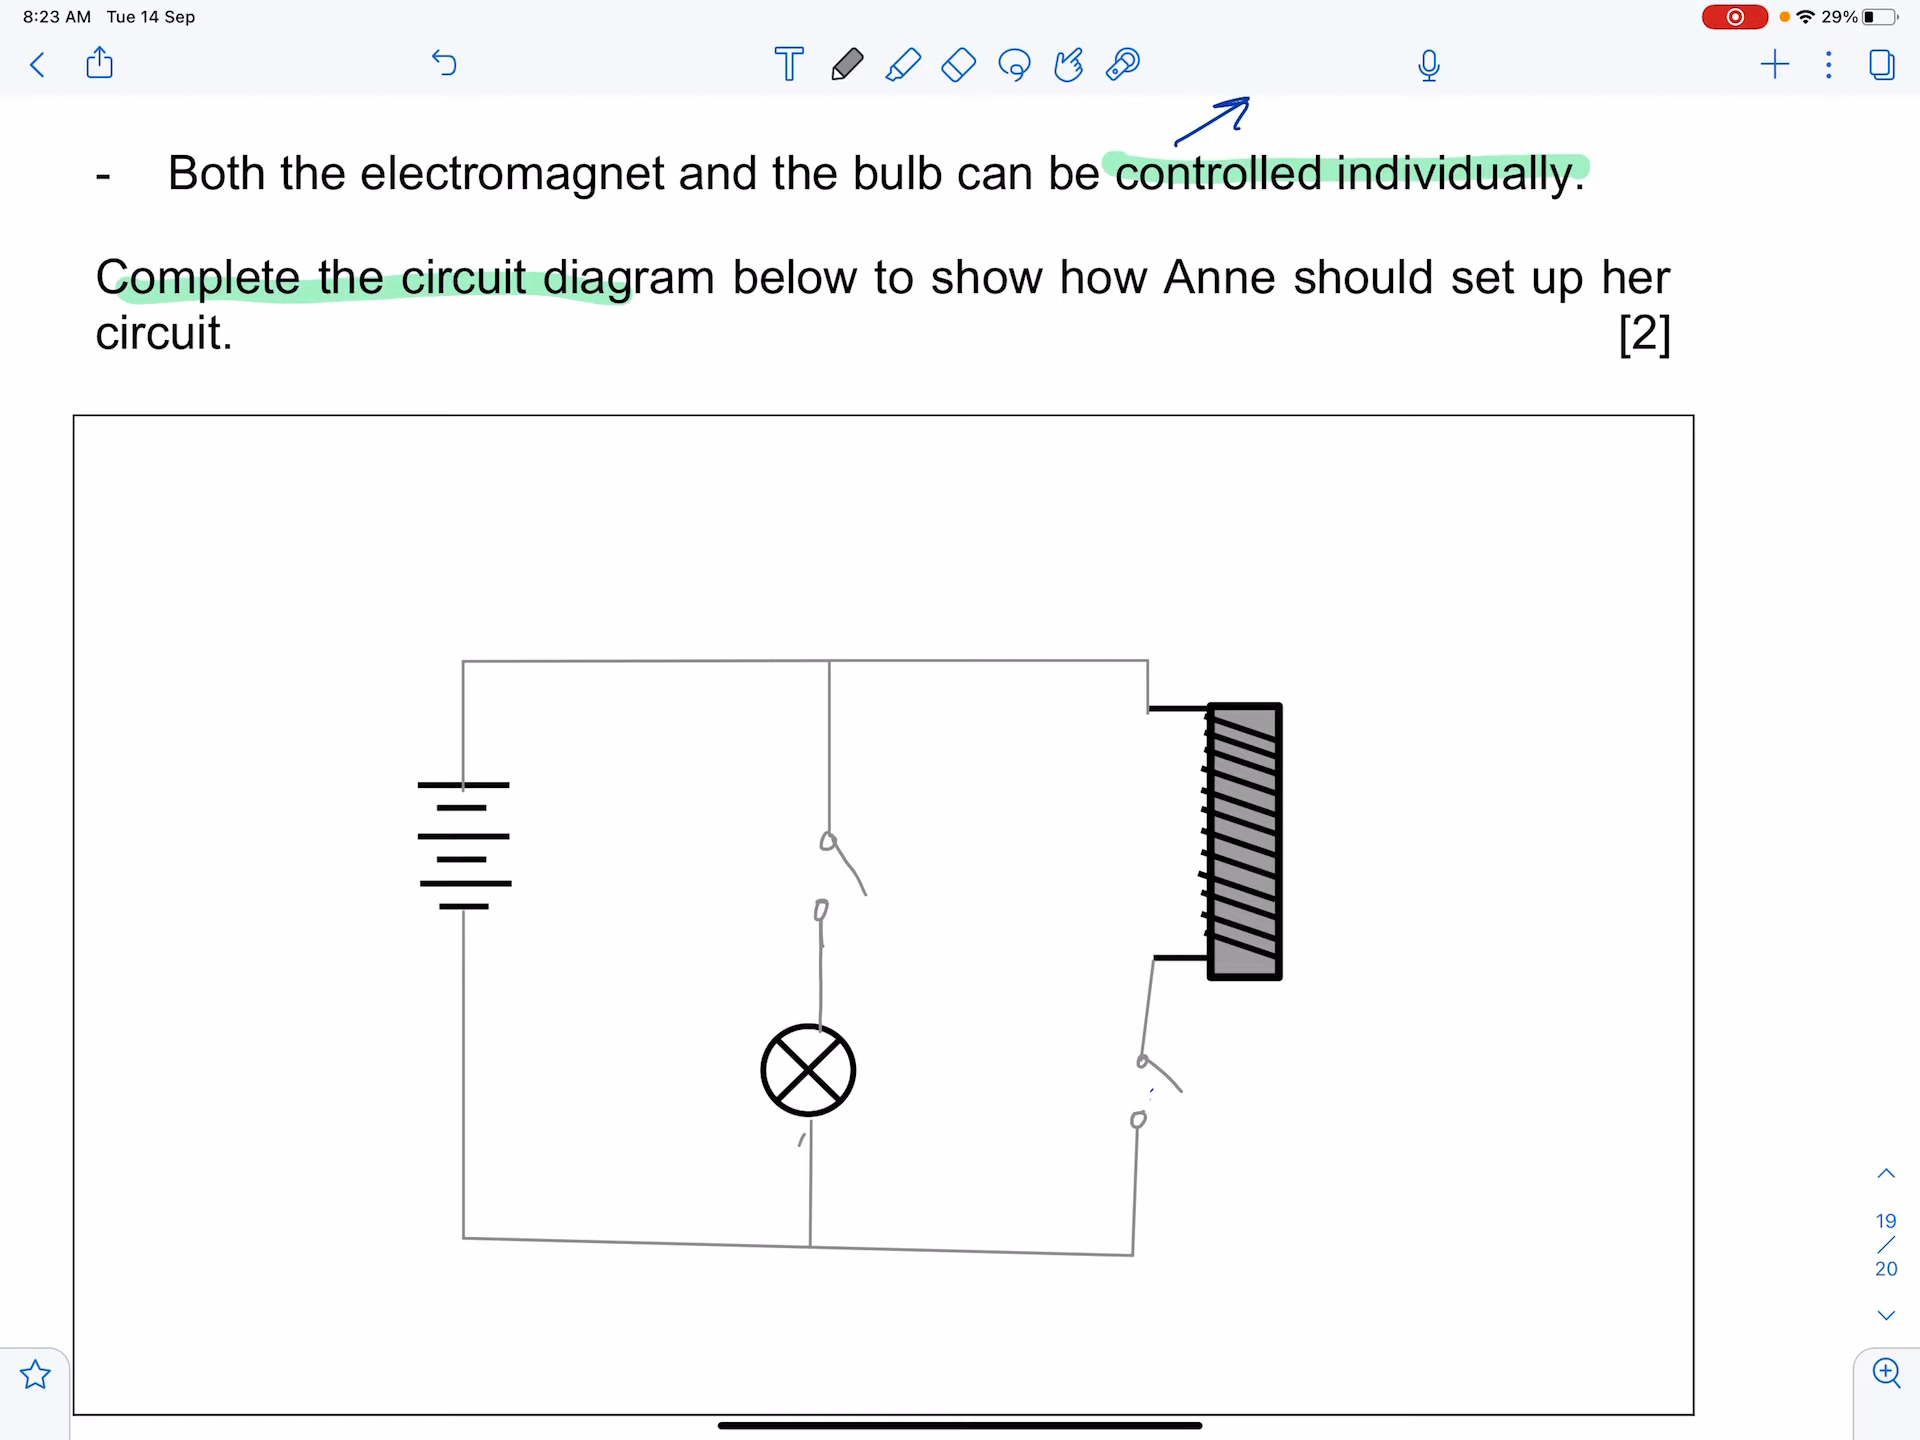 8:23 AM Tue 14 Sep
29%
T
- Both the electromagnet and the bulb can be controlled individually.
Complete the circuit diagram below to show how Anne should set up her
circuit. [2]
19
/
20